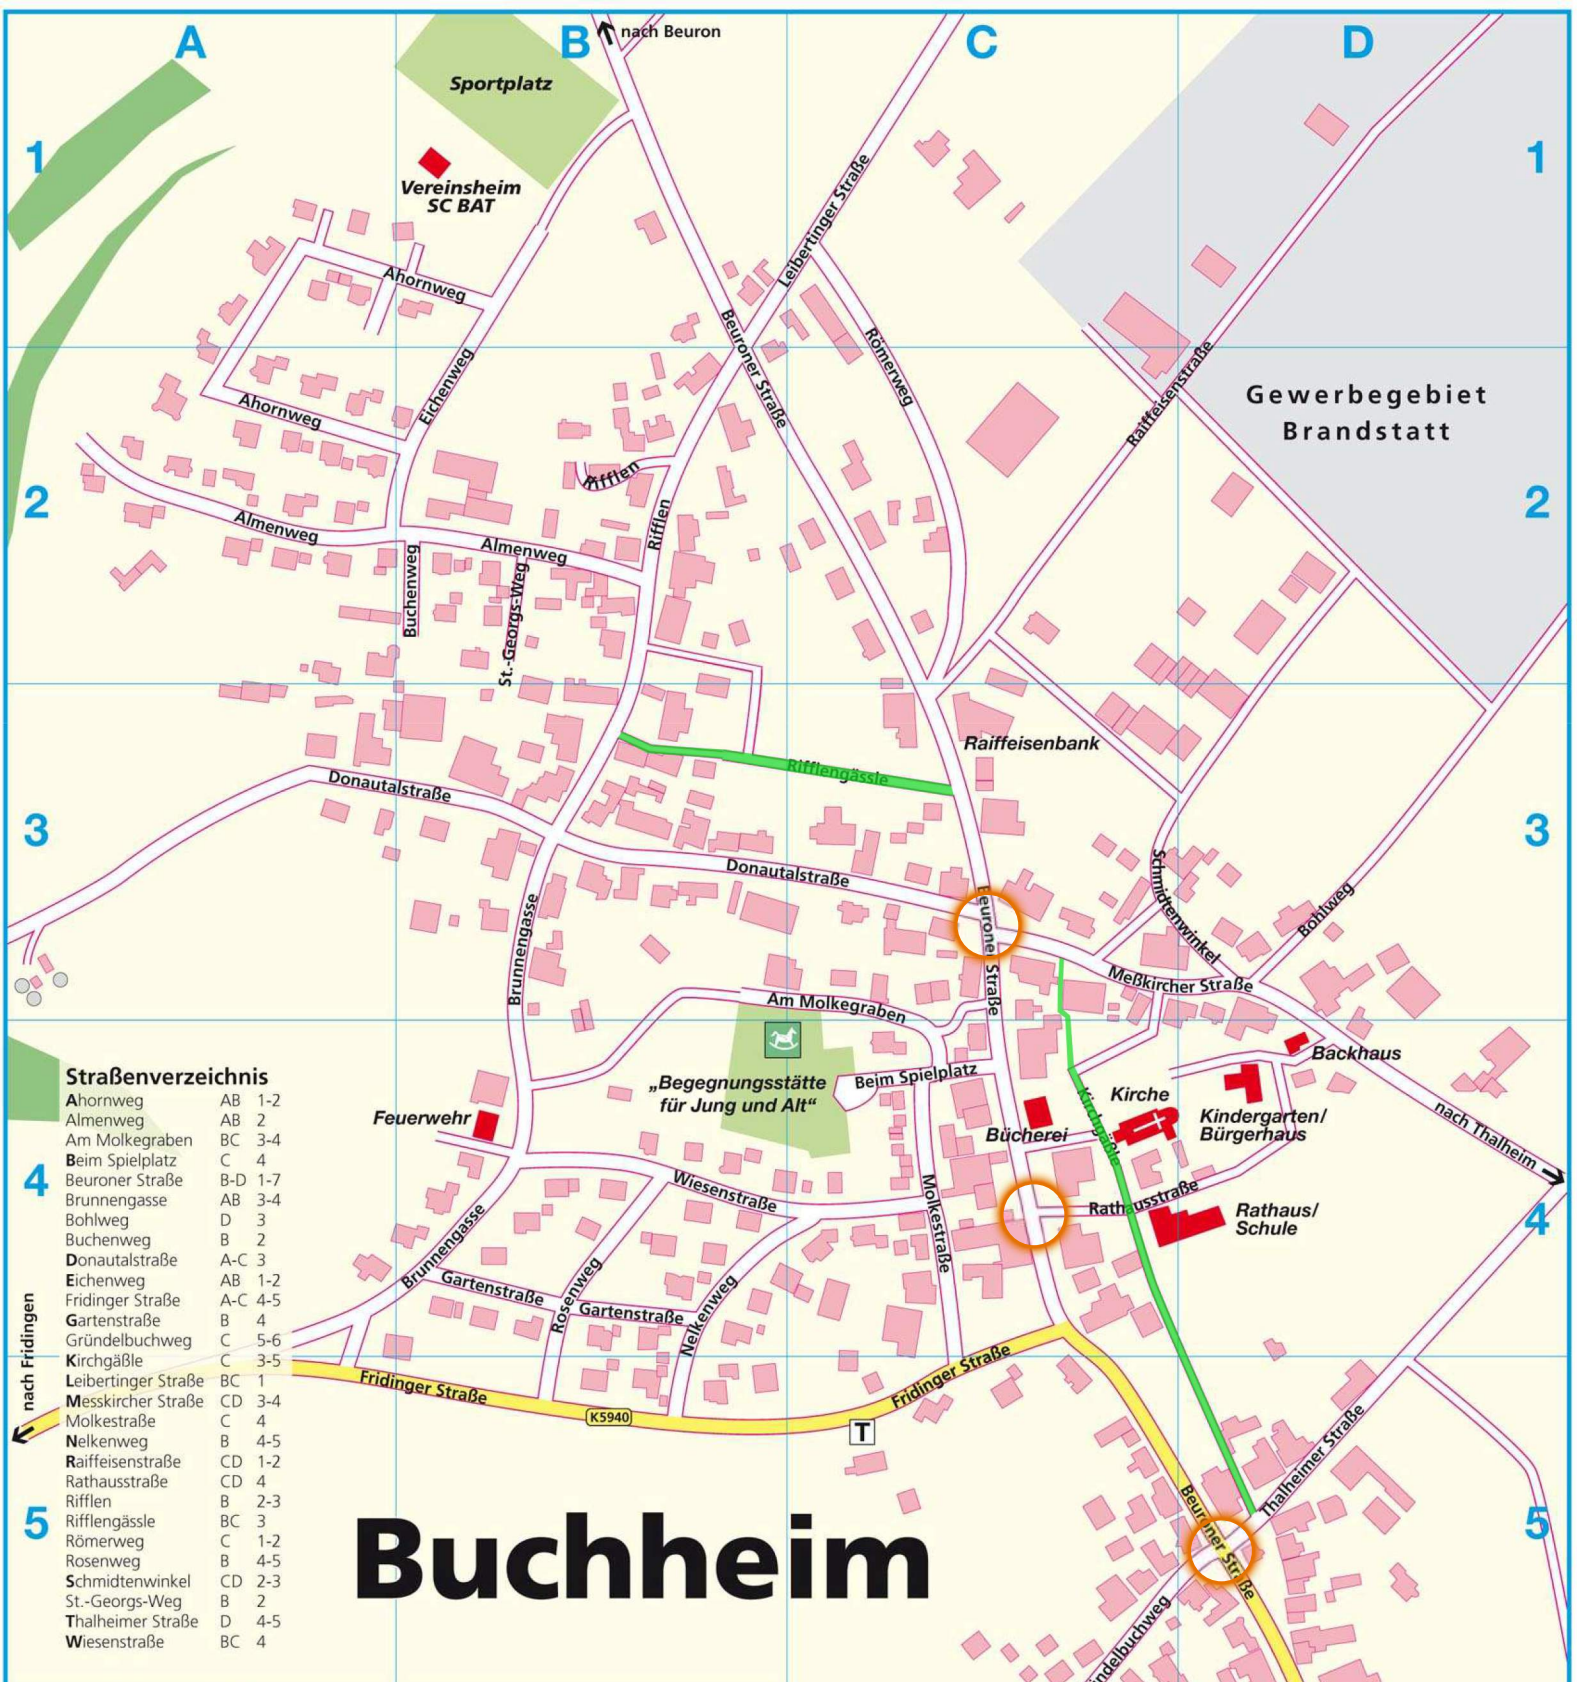 A
B
C
D
nach Beuron
Sportplatz
1
1
Vereinsheim
SC BAT
Leibertinger Straße
Ahornweg
Beuroner Straße
Römerweg
Eichenweg
Raiffeisenstraße
Gewerbegebiet
Brandstatt
Ahornweg
Rifflen
2
2
Rifflen
Almenweg
Almenweg
Buchenweg
St.-Georgs-Weg
Raiffeisenbank
Rifflengässle
Donautalstraße
3
3
Donautalstraße
Schmidtenwinkel
Bohlweg
Beuroner Straße
Brunnengasse
Meßkircher Straße
Am Molkegraben
Backhaus
„Begegnungsstätte
für Jung und Alt“
Beim Spielplatz
Kirche
Kirchgäßle
Kindergarten/
Bürgerhaus
nach Thalheim
Feuerwehr
Bücherei
4
4
Wiesenstraße
Molkestraße
Rathausstraße
Rathaus/
Schule
Brunnengasse
Gartenstraße
Rosenweg
Gartenstraße
Nelkenweg
nach Fridingen
Fridinger Straße
K5940
Fridinger Straße
T
Thalheimer Straße
Beuroner Straße
5
5
Buchheim
ndelbuchweg
Straßenverzeichnis
Ahornweg AB 1-2
Almenweg AB 2
Am Molkegraben BC 3-4
Beim Spielplatz C 4
Beuroner Straße B-D 1-7
Brunnengasse AB 3-4
Bohlweg D 3
Buchenweg B 2
Donautalstraße A-C 3
Eichenweg AB 1-2
Fridinger Straße A-C 4-5
Gartenstraße B 4
Gründelbuchweg C 5-6
Kirchgäßle C 3-5
Leibertinger Straße BC 1
Messkircher Straße CD 3-4
Molkestraße C 4
Nelkenweg B 4-5
Raiffeisenstraße CD 1-2
Rathausstraße CD 4
Rifflen B 2-3
Rifflengässle BC 3
Römerweg C 1-2
Rosenweg B 4-5
Schmidtenwinkel CD 2-3
St.-Georgs-Weg B 2
Thalheimer Straße D 4-5
Wiesenstraße BC 4